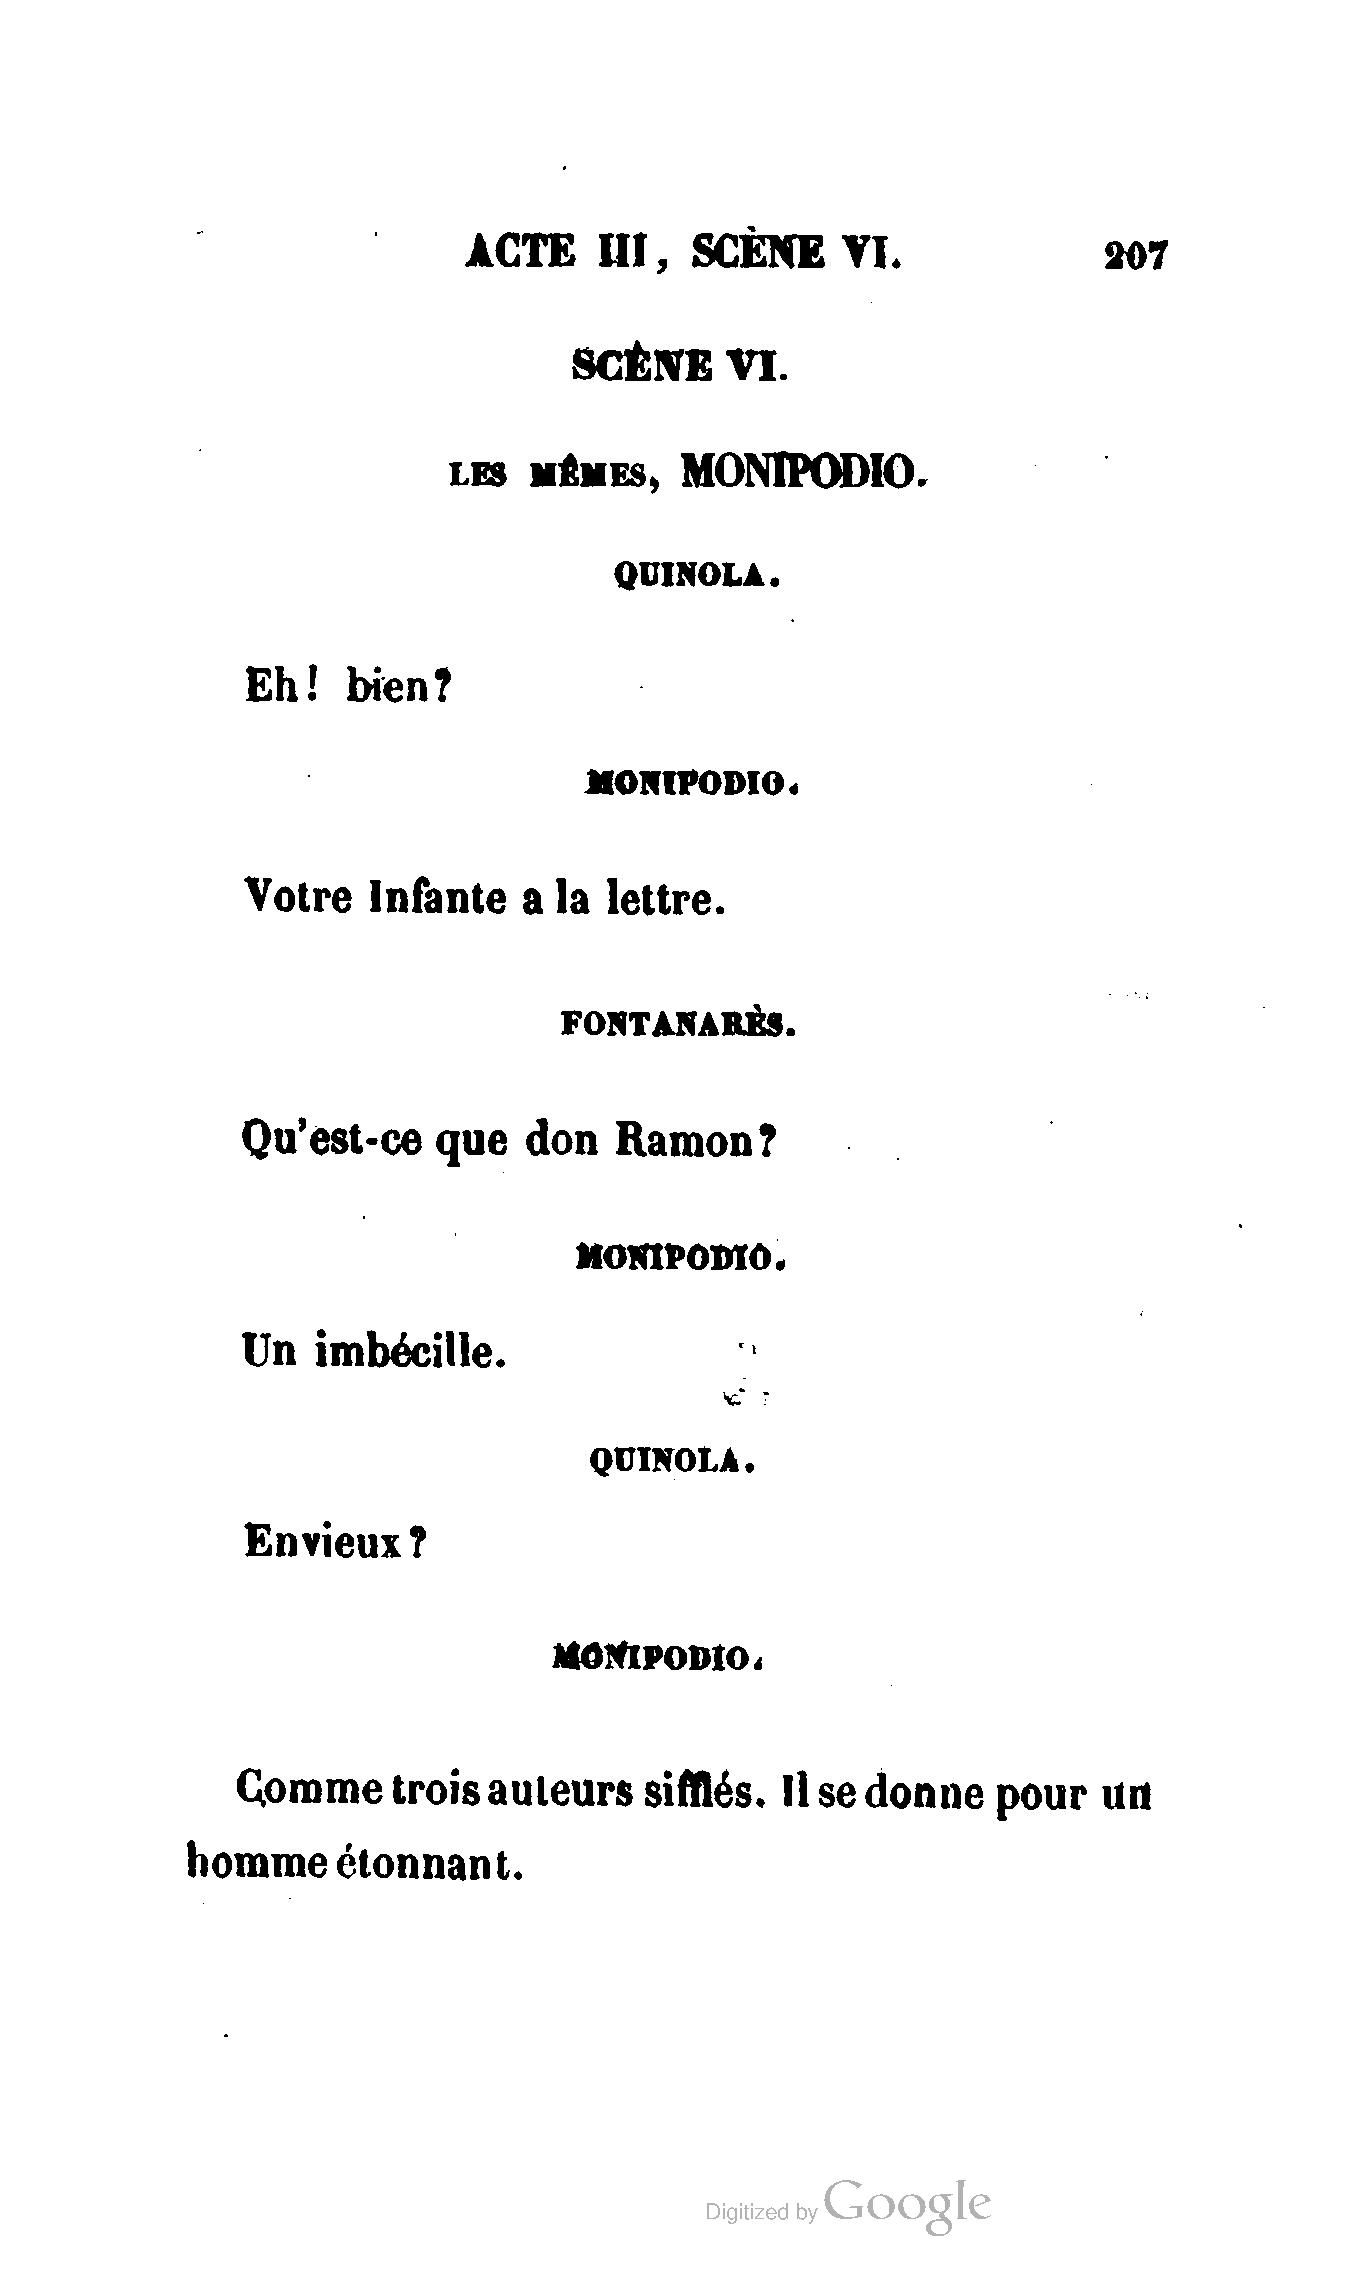 ACTE III, SCÈNE VI. 207
SCÈNE VI.
LES MÊMES, MONIPODIO.
QUINOLA.
Eh! bien?
MONIPODIO.
Votre Infante a la lettre.
FONTANARÈS.
Qu'est-ce que don Ramon?
MONIPODIO.
Un imbécille.
QUINOLA.
Envieux?
MONIPODIO.
Comme trois auteurs sifflés. Il se donne pour un
homme étonnant.
Digitized by Google